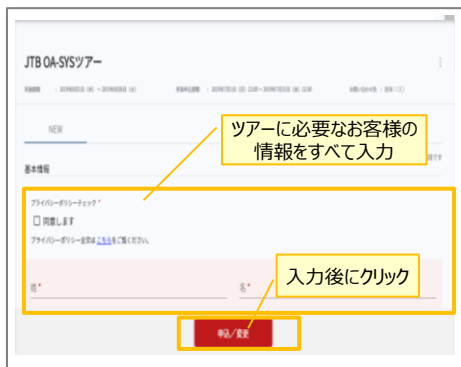 JTB OA-SYSツアー
NEW
ツアーに必要なお客様の
情報をすべて入力
基本情報
プライバシーポリシーチェック *
同意します
プライバシーポリシー全文は こちらをご覧ください。
入力後にクリック
姓 *
名 *
申込/変更